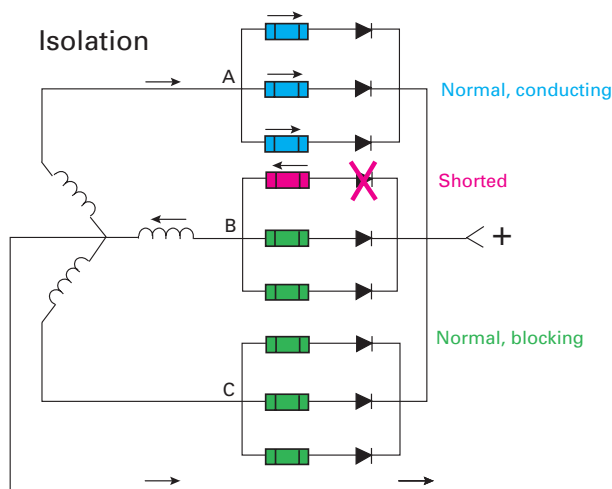 Isolation
A
Normal, conducting
Shorted
B
+
Normal, blocking
C